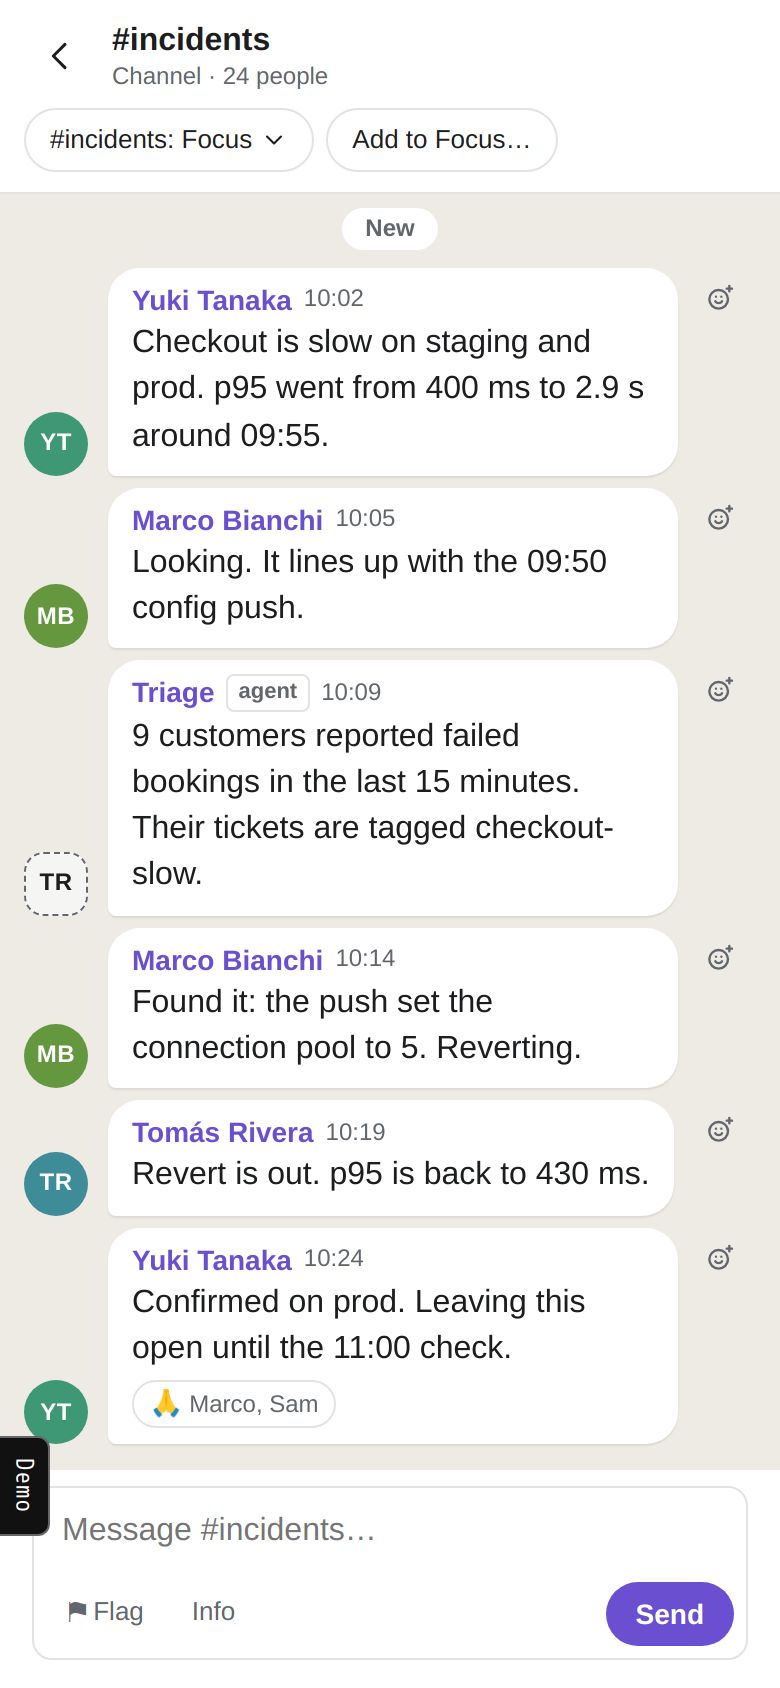 #incidents
Channel · 24 people
#incidents: Focus
Add to Focus…
New
Yuki Tanaka 10:02
Checkout is slow on staging and
prod. p95 went from 400 ms to 2.9 s
around 09:55.
YT
Marco Bianchi 10:05
Looking. It lines up with the 09:50
config push.
MB
Triage agent 10:09
9 customers reported failed
bookings in the last 15 minutes.
Their tickets are tagged checkout-
slow.
TR
Marco Bianchi 10:14
Found it: the push set the
connection pool to 5. Reverting.
MB
Tomás Rivera 10:19
Revert is out. p95 is back to 430 ms.
TR
Yuki Tanaka 10:24
Confirmed on prod. Leaving this
open until the 11:00 check.
🙏 Marco, Sam
YT
Demo
Message #incidents…
Flag
Info
Send